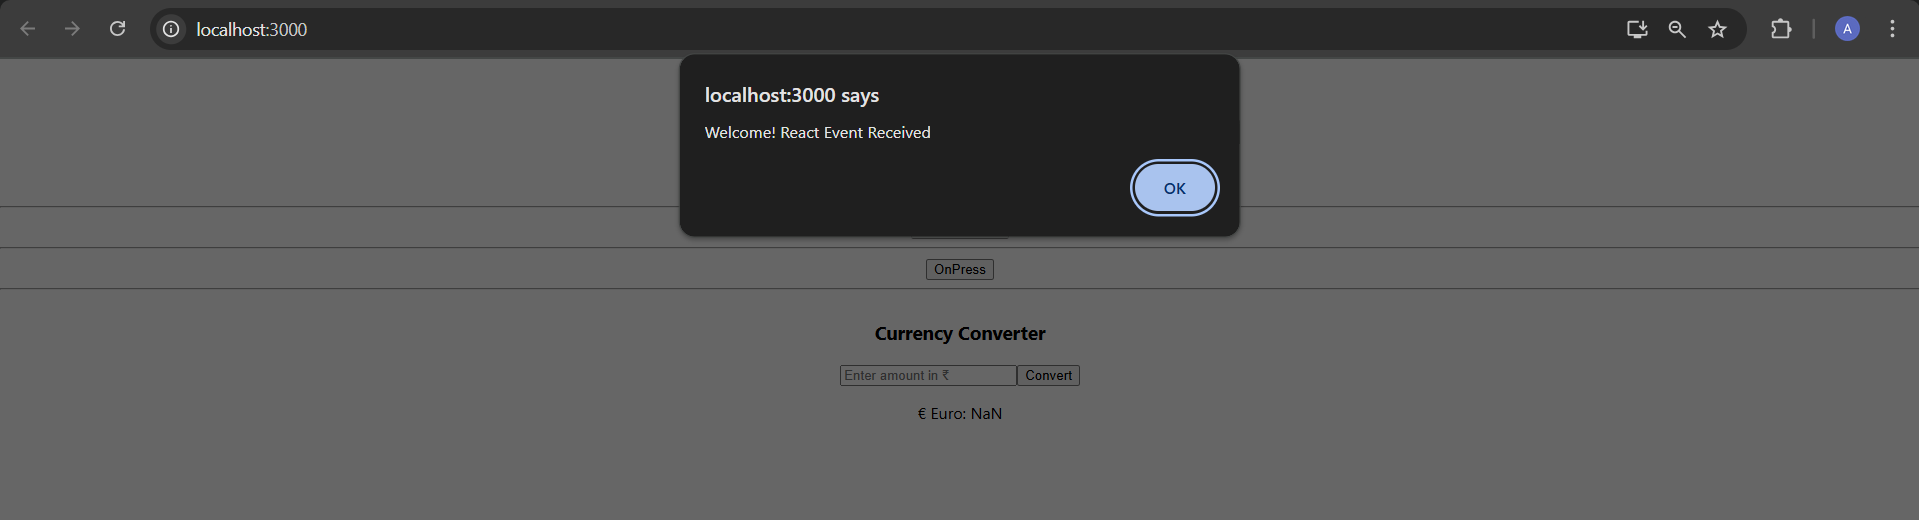 localhost:3000
A
localhost:3000 says
Welcome! React Event Received
OK
OnPress
Currency Converter
Enter amount in ₹ Convert
€ Euro: NaN